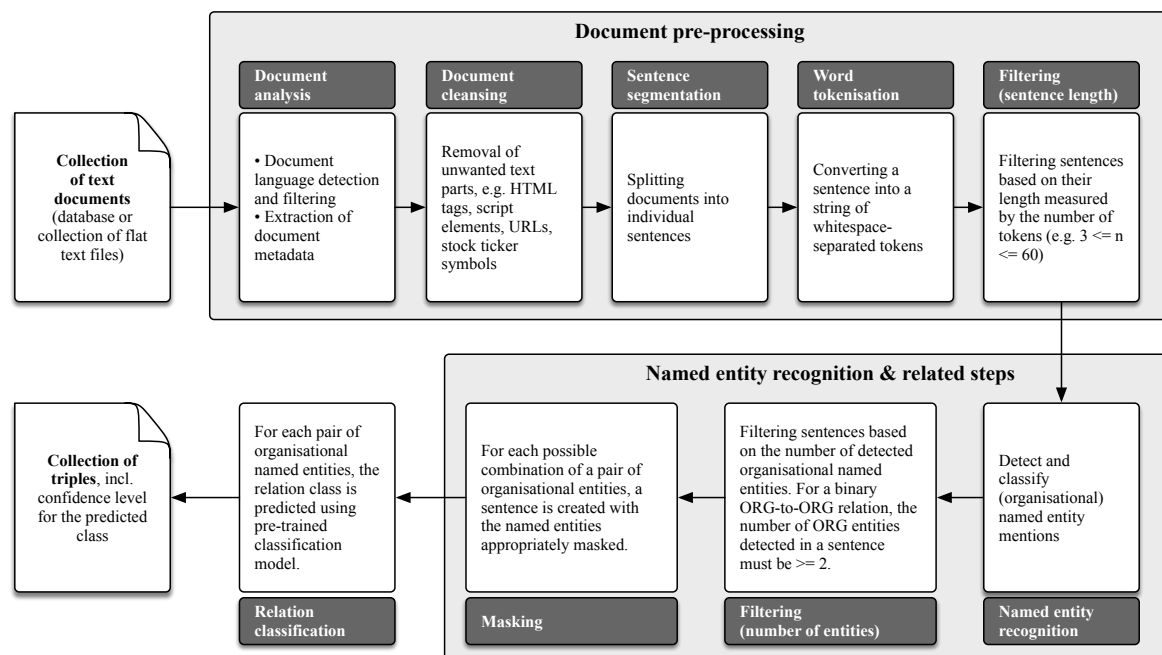 Document pre-processing
Document
analysis
Document
cleansing
Sentence
segmentation
Word
tokenisation
Filtering
(sentence length)
Collection
of text
documents
(database or
collection of flat
text files)
• Document
language detection
and filtering
• Extraction of
document
metadata
Removal of
unwanted text
parts, e.g. HTML
tags, script
elements, URLs,
stock ticker
symbols
Splitting
documents into
individual
sentences
Converting a
sentence into a
string of
whitespace-
separated tokens
Filtering sentences
based on their
length measured
by the number of
tokens (e.g. 3 <= n
<= 60)
Named entity recognition & related steps
Collection of
triples, incl.
confidence level
for the predicted
class
For each pair of
organisational
named entities, the
relation class is
predicted using
pre-trained
classification
model.
For each possible
combination of a pair of
organisational entities, a
sentence is created with
the named entities
appropriately masked.
Filtering sentences based
on the number of detected
organisational named
entities. For a binary
ORG-to-ORG relation, the
number of ORG entities
detected in a sentence
must be >= 2.
Detect and
classify
(organisational)
named entity
mentions
Relation
classification
Masking
Filtering
(number of entities)
Named entity
recognition